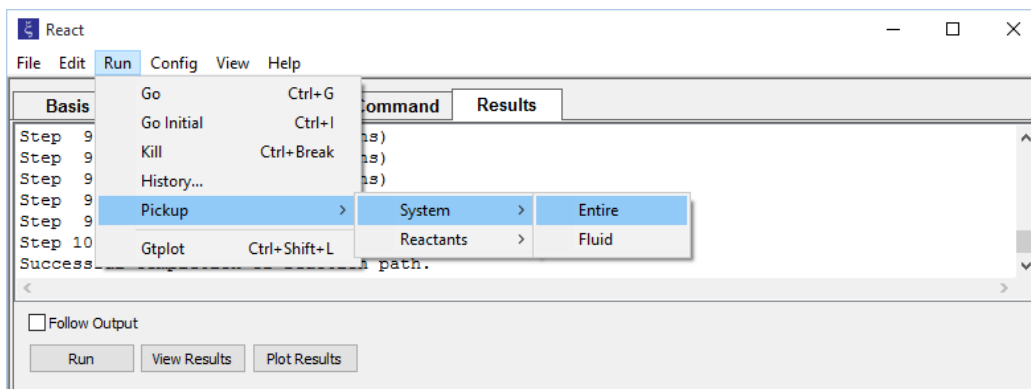 ξ React
File Edit Run Config View Help
Basis Command Results
Go Ctrl+G
Go Initial Ctrl+I
Kill Ctrl+Break
History...
Pickup > System > Entire
Reactants > Fluid
Gtplot Ctrl+Shift+L
Step 9 ns)
Step 9 ns)
Step 9 ns)
Step 9
Step 9
Step 10
path.
Follow Output
Run View Results Plot Results